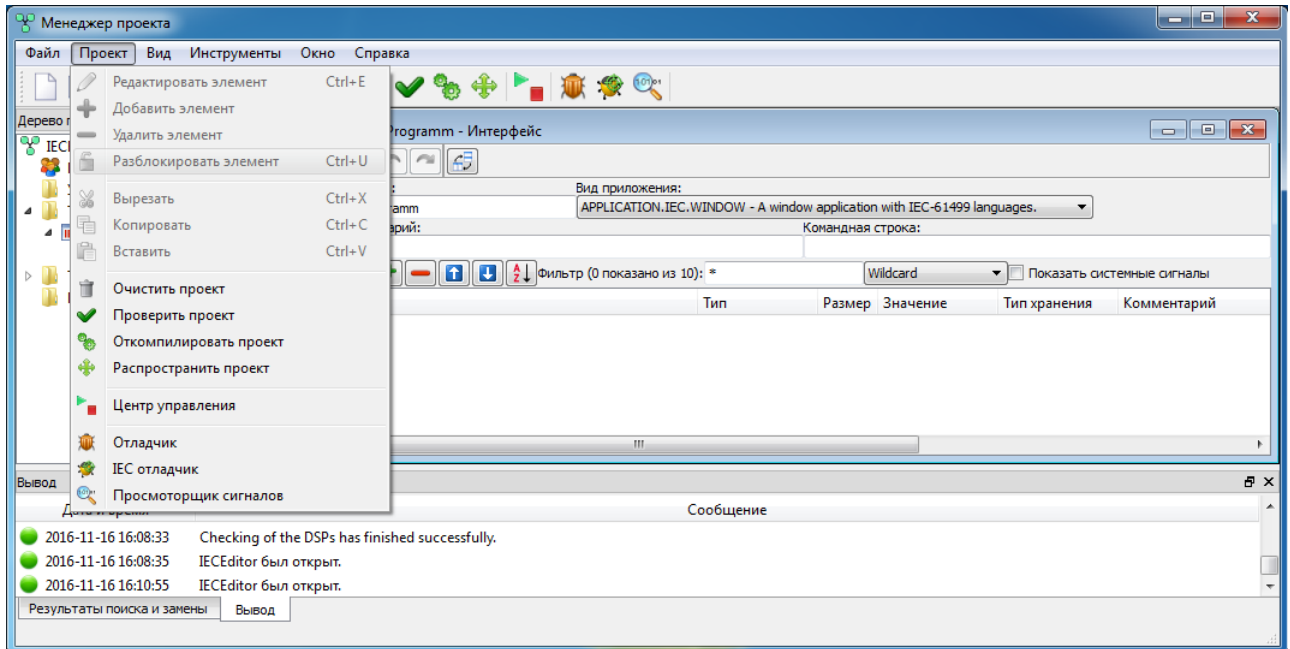 Менеджер проекта
Файл Проект Вид Инструменты Окно Справка
Редактировать элемент Ctrl+E
Добавить элемент
Удалить элемент
Разблокировать элемент Ctrl+U
Вырезать Ctrl+X
Копировать Ctrl+C
Вставить Ctrl+V
Очистить проект
Проверить проект
Откомпилировать проект
Распространить проект
Центр управления
Отладчик
IEC отладчик
Просмоторщик сигналов
Дерево
Programm - Интерфейс
Вид приложения:
APPLICATION.IEC.WINDOW - A window application with IEC-61499 languages.
Командная строка:
Фильтр (0 показано из 10): * Wildcard Показать системные сигналы
Тип Размер Значение Тип хранения Комментарий
Вывод
Дата и время Сообщение
2016-11-16 16:08:33 Checking of the DSPs has finished successfully.
2016-11-16 16:08:35 IECEditor был открыт.
2016-11-16 16:10:55 IECEditor был открыт.
Результаты поиска и замены Вывод